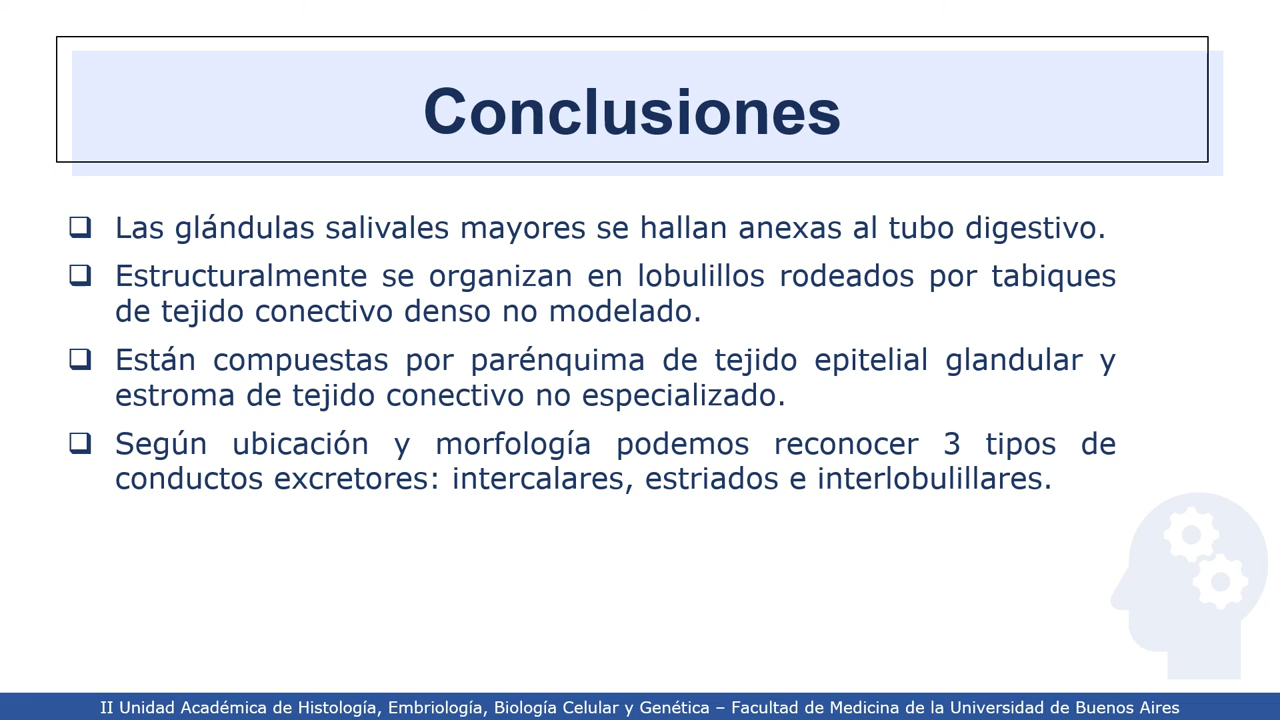 Conclusiones
Las glándulas salivales mayores se hallan anexas al tubo digestivo.
Estructuralmente se organizan en lobulillos rodeados por tabiques
de tejido conectivo denso no modelado.
Están compuestas por parénquima de tejido epitelial glandular y
estroma de tejido conectivo no especializado.
Según ubicación y morfología podemos reconocer 3 tipos de
conductos excretores: intercalares, estriados e interlobulillares.
II Unidad Académica de Histología, Embriología, Biología Celular y Genética – Facultad de Medicina de la Universidad de Buenos Aires